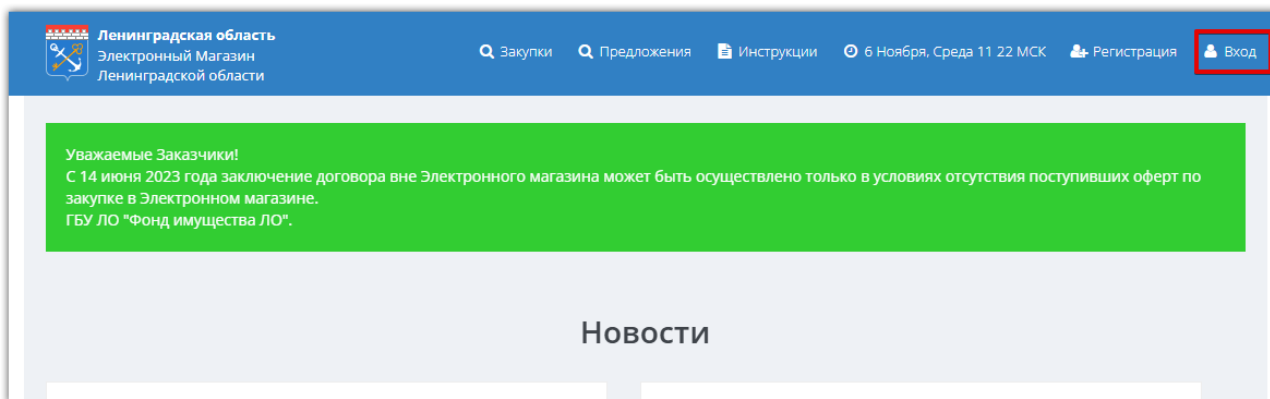 Ленинградская область
Электронный Магазин
Ленинградской области
Закупки Предложения Инструкции 6 Ноября, Среда 11 22 МСК Регистрация Вход
Уважаемые Заказчики!
С 14 июня 2023 года заключение договора вне Электронного магазина может быть осуществлено только в условиях отсутствия поступивших оферт по
закупке в Электронном магазине.
ГБУ ЛО "Фонд имущества ЛО".
Новости